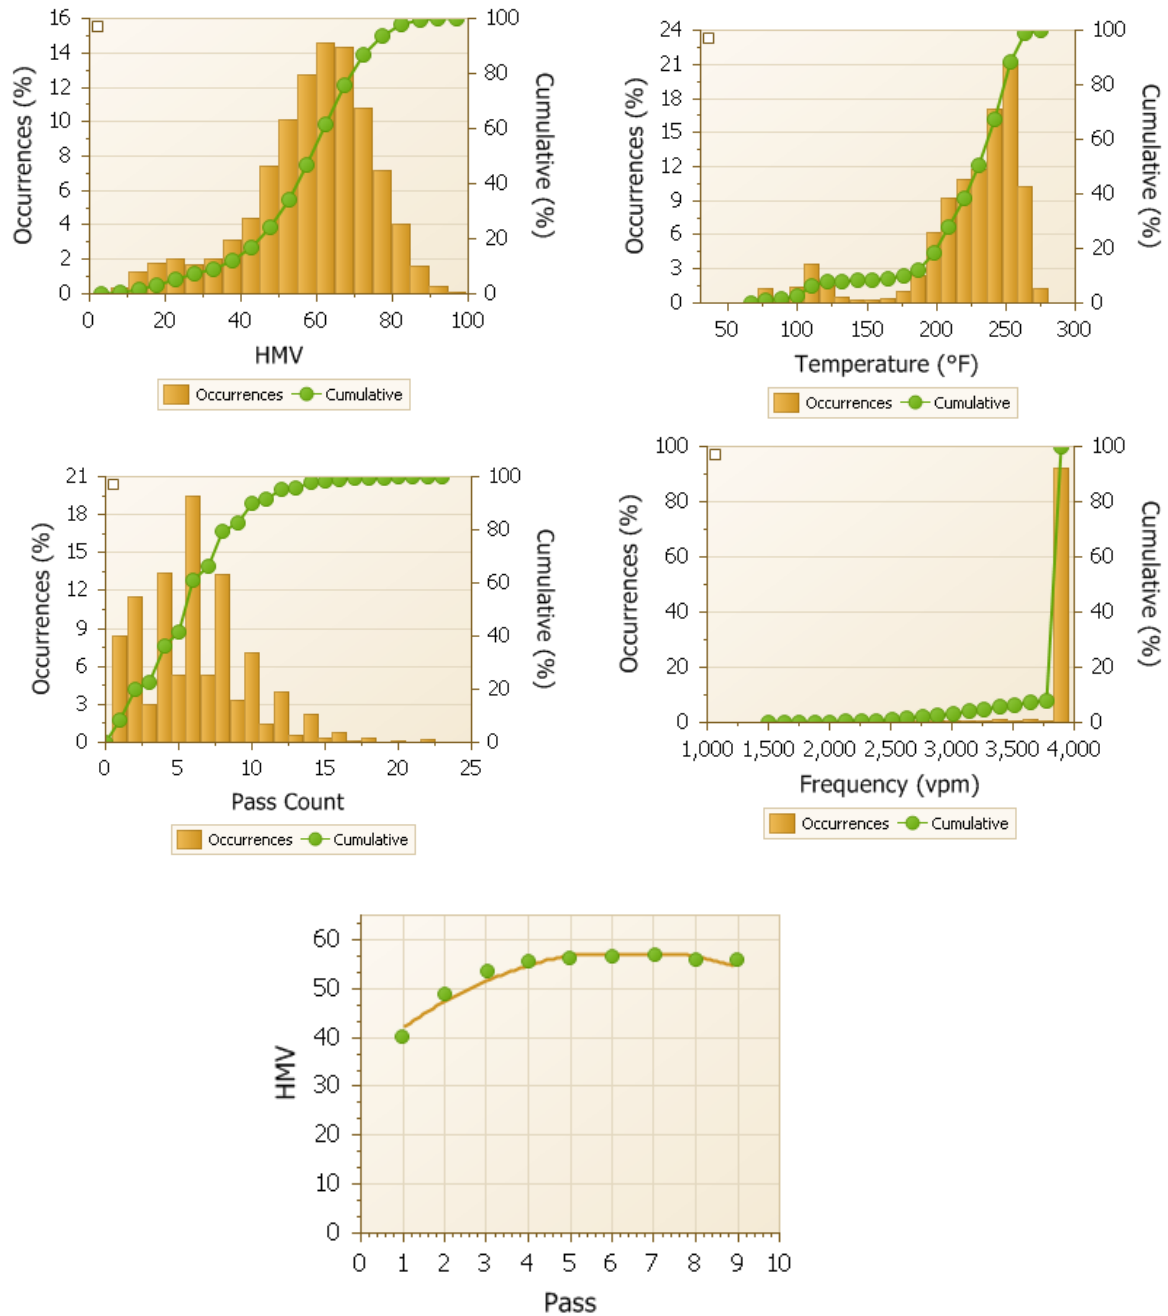 16
14
12
10
8
6
4
2
0
Occurrences (%)
100
80
60
40
20
0
Cumulative (%)
0 20 40 60 80 100
HMV
Occurrences Cumulative
24
21
18
15
12
9
6
3
0
Occurrences (%)
100
80
60
40
20
0
Cumulative (%)
50 100 150 200 250 300
Temperature (°F)
Occurrences Cumulative
21
18
15
12
9
6
3
0
Occurrences (%)
100
80
60
40
20
0
Cumulative (%)
0 5 10 15 20 25
Pass Count
Occurrences Cumulative
100
80
60
40
20
0
Occurrences (%)
100
80
60
40
20
0
Cumulative (%)
1,000 1,500 2,000 2,500 3,000 3,500 4,000
Frequency (vpm)
Occurrences Cumulative
60
50
40
30
20
10
0
HMV
0 1 2 3 4 5 6 7 8 9 10
Pass